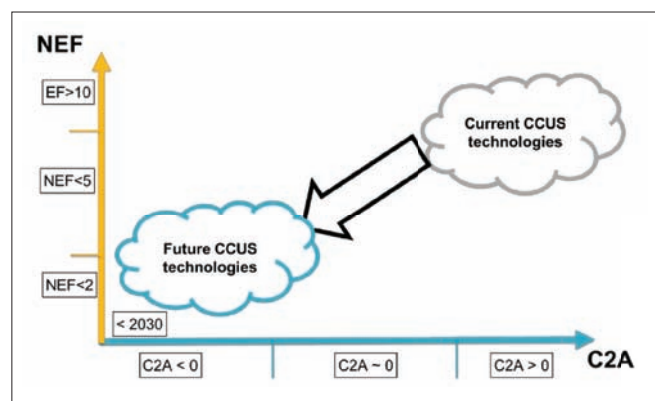 NEF
EF>10
Current CCUS
technologies
NEF<5
Future CCUS
technologies
NEF<2
< 2030
C2A < 0
C2A ~ 0
C2A > 0
C2A